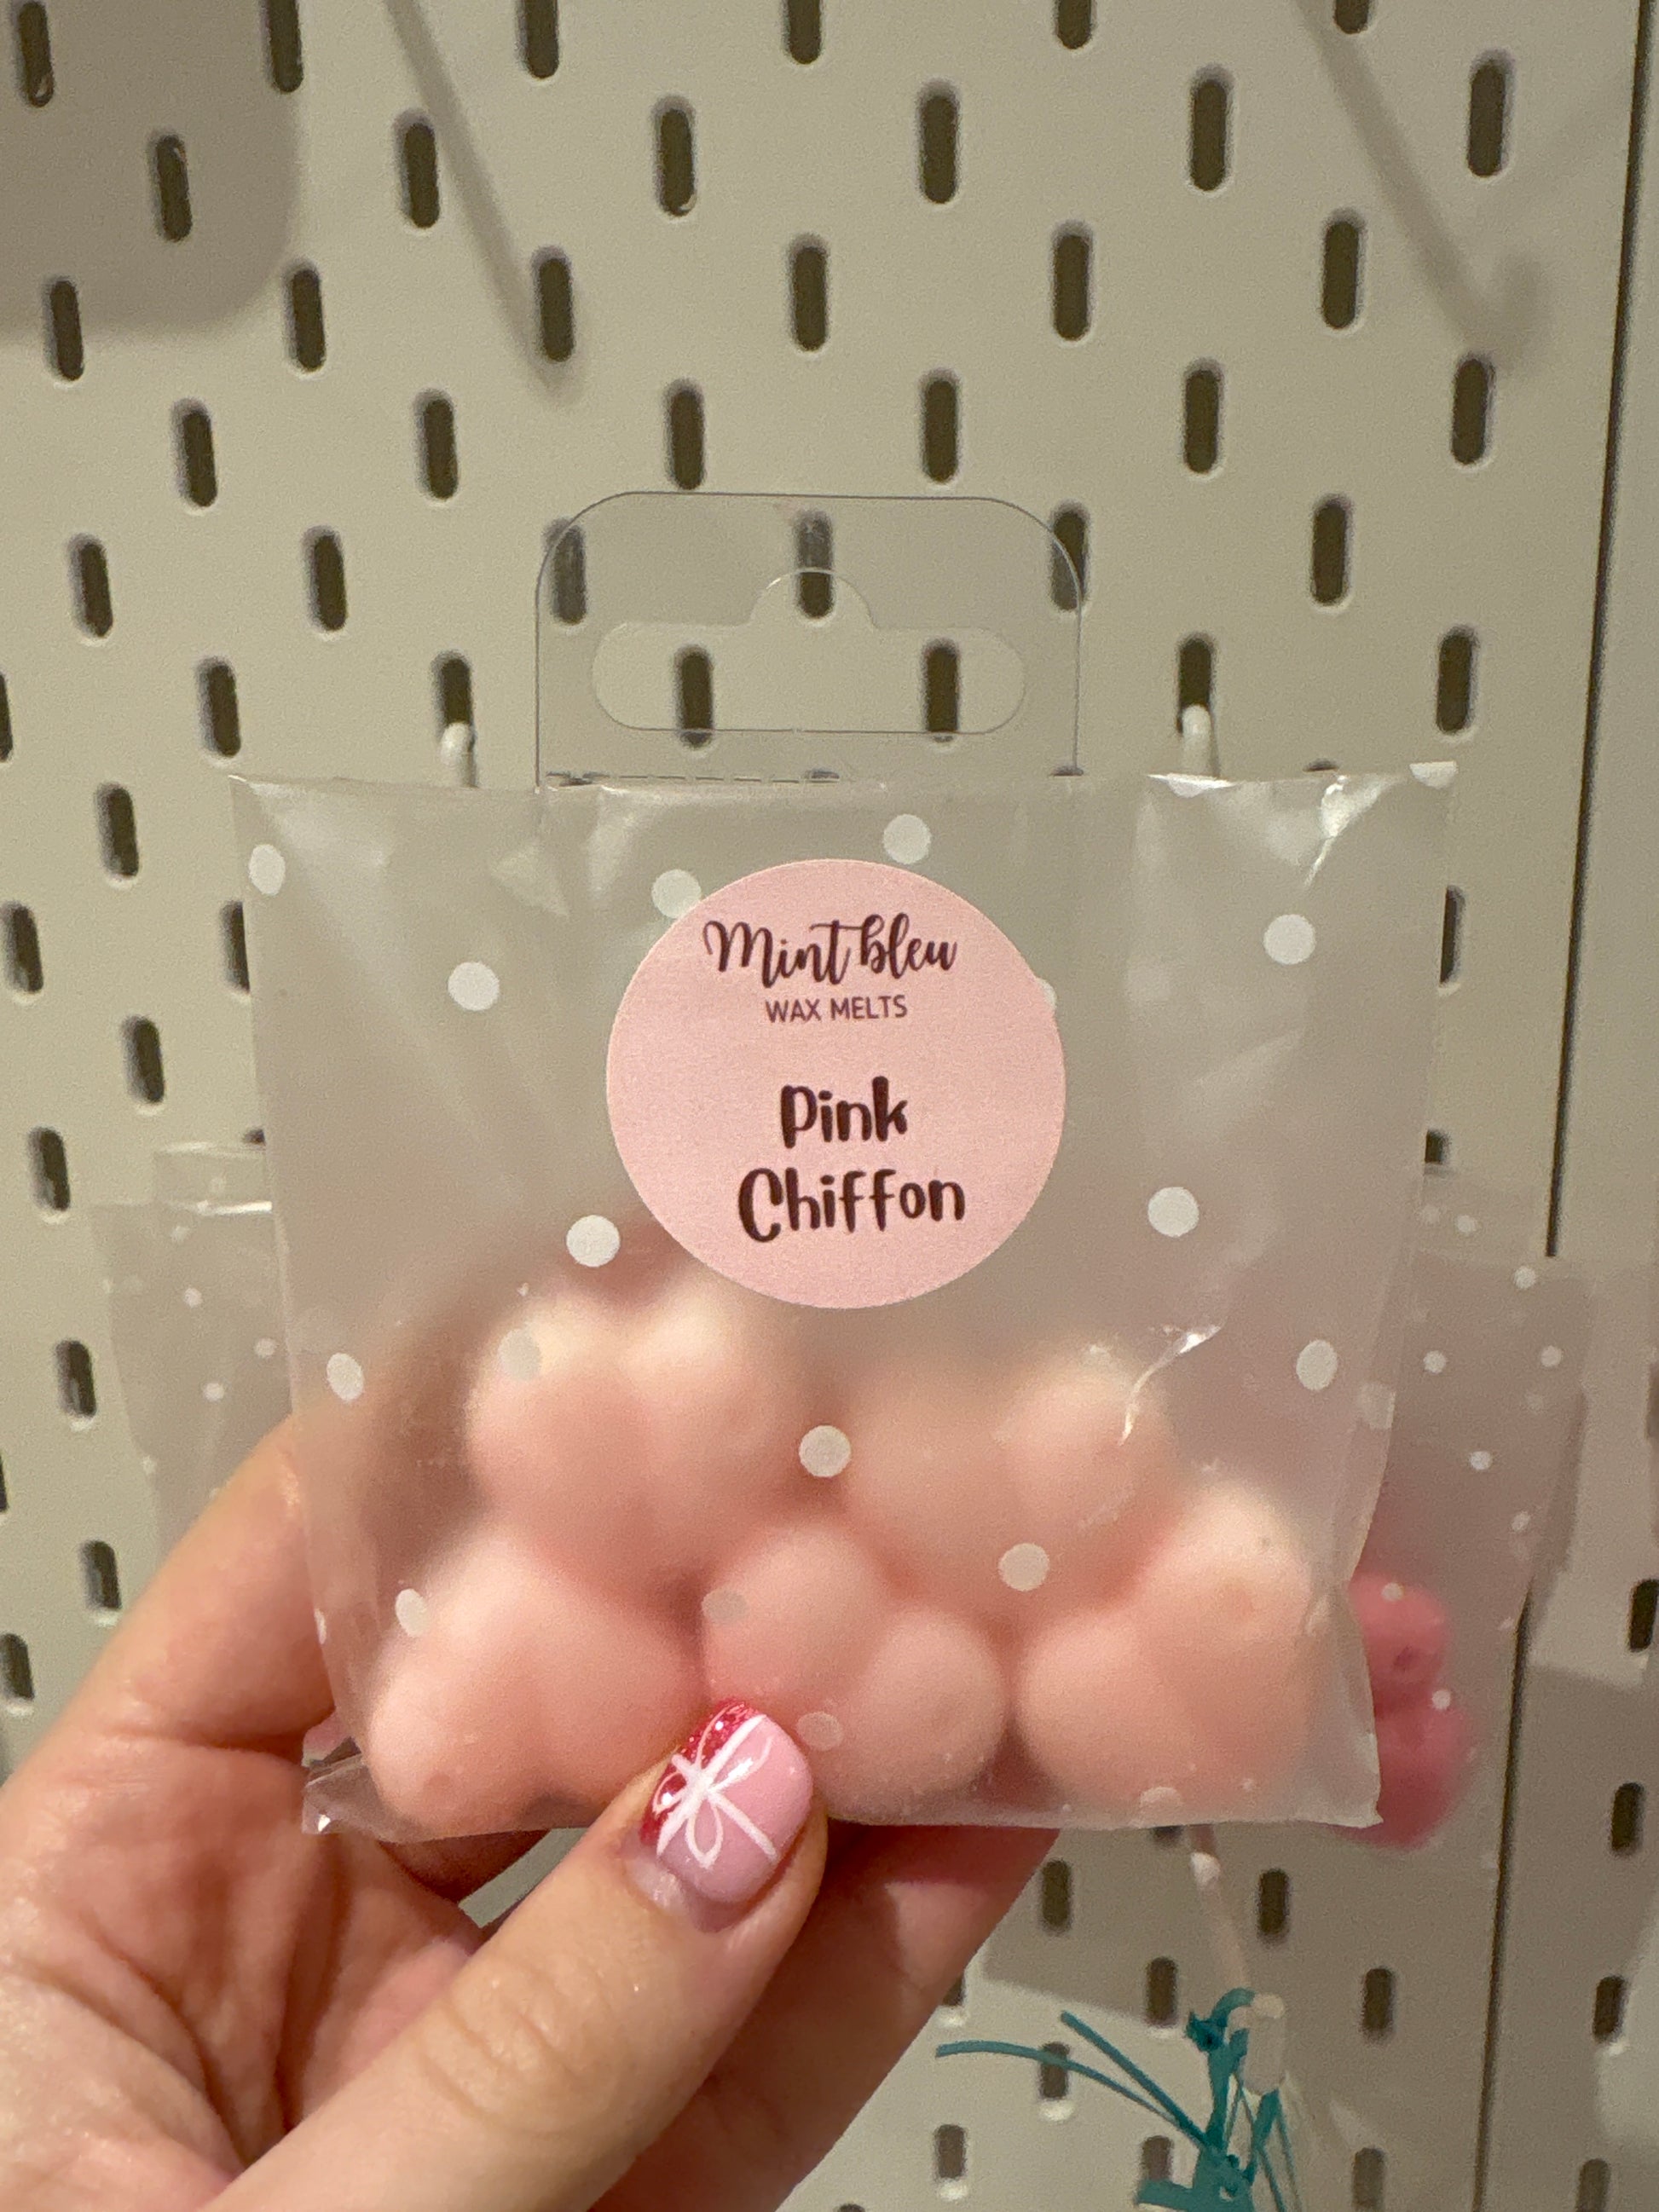 Mint bleu
WAX MELTS
Pink
Chiffon